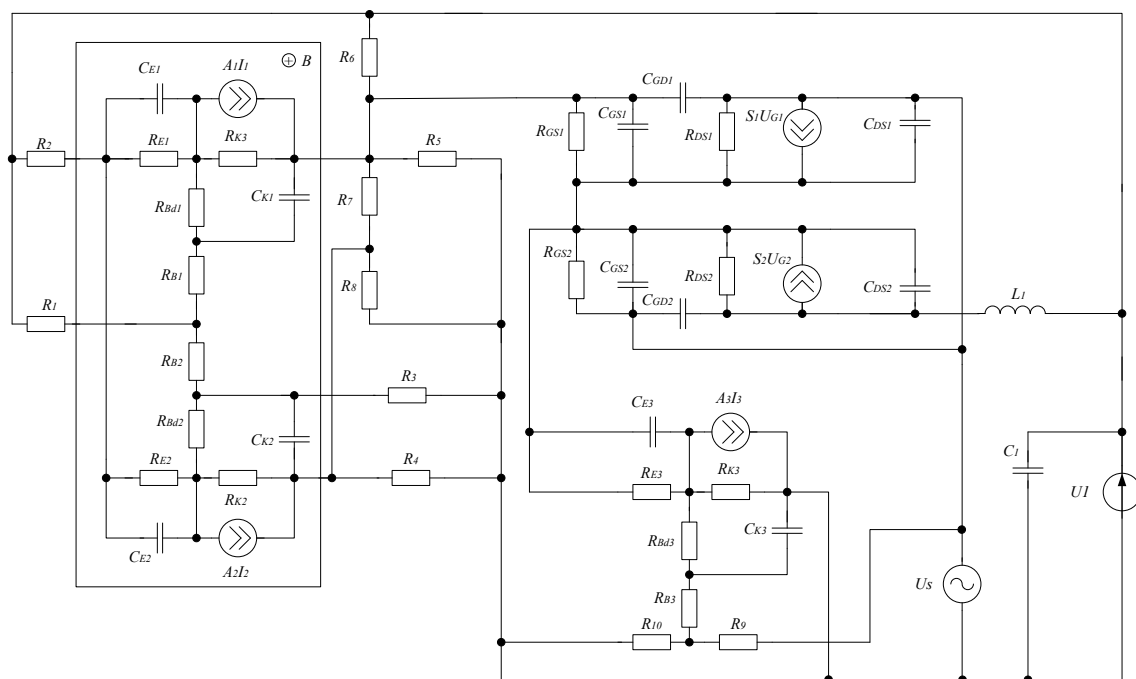 R6
B
CE1
A1I1
CGD1
CGS1
RGS1
RDS1
S1UG1
CDS1
R2
RE1
RK3
R5
CK1
R7
RBd1
RB1
RGS2
CGS2
RDS2
S2UG2
CDS2
R8
CGD2
L1
R1
RB2
R3
RBd2
CK2
CE3
A3I3
RE2
RK2
R4
RE3
RK3
C1
U1
CE2
A2I2
RBd3
CK3
RB3
Us
R10
R9